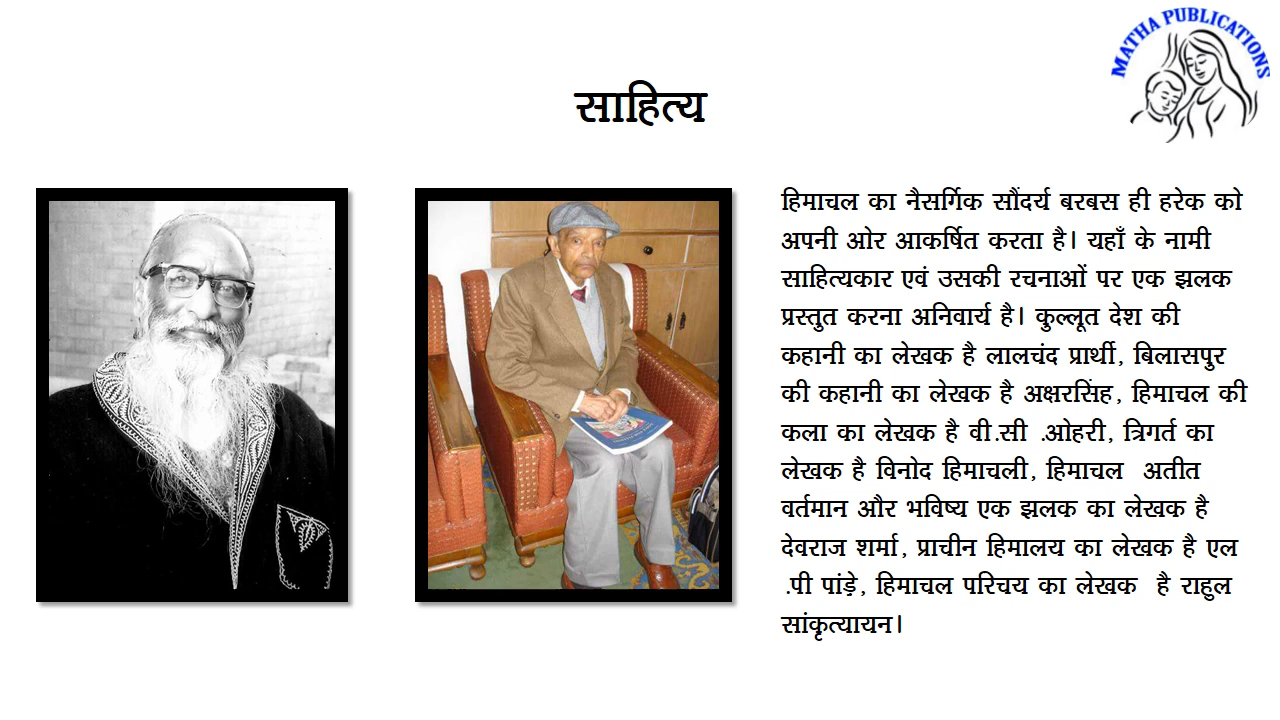 MATHA PUBLICATIONS
साहित्य
हिमाचल का नैसर्गिक सौंदर्य बरबस ही हरेक को
अपनी ओर आकर्षित करता है। यहाँ के नामी
साहित्यकार एवं उसकी रचनाओं पर एक झलक
प्रस्तुत करना अनिवार्य है। कुल्लूत देश की
कहानी का लेखक है लालचंद प्रार्थी, बिलासपुर
की कहानी का लेखक है अक्षरसिंह, हिमाचल की
कला का लेखक है वी.सी .ओहरी, त्रिगर्त का
लेखक है विनोद हिमाचली, हिमाचल अतीत
वर्तमान और भविष्य एक झलक का लेखक है
देवराज शर्मा, प्राचीन हिमालय का लेखक है एल
.पी पांड़े, हिमाचल परिचय का लेखक है राहुल
सांकृत्यायन।